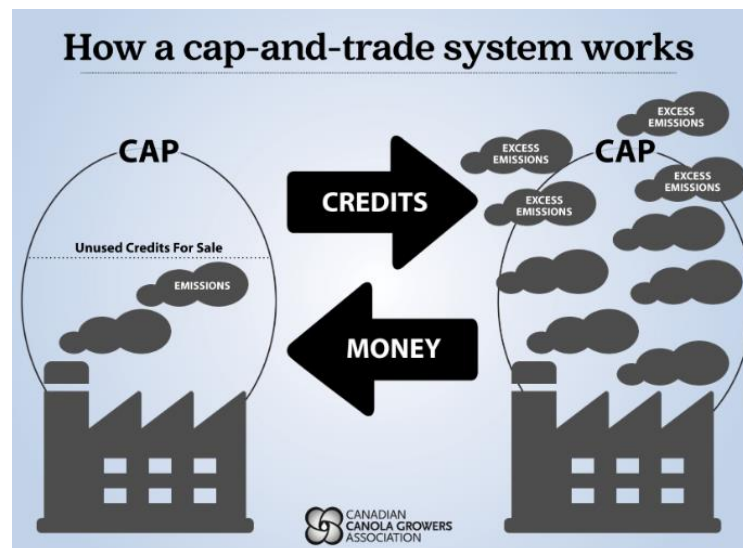 How a cap-and-trade system works
CAP
Unused Credits For Sale
EMISSIONS
CREDITS
MONEY
EXCESS
EMISSIONS
EXCESS
EMISSIONS
CAP
EXCESS
EMISSIONS
EXCESS
EMISSIONS
CANADIAN
CANOLA GROWERS
ASSOCIATION